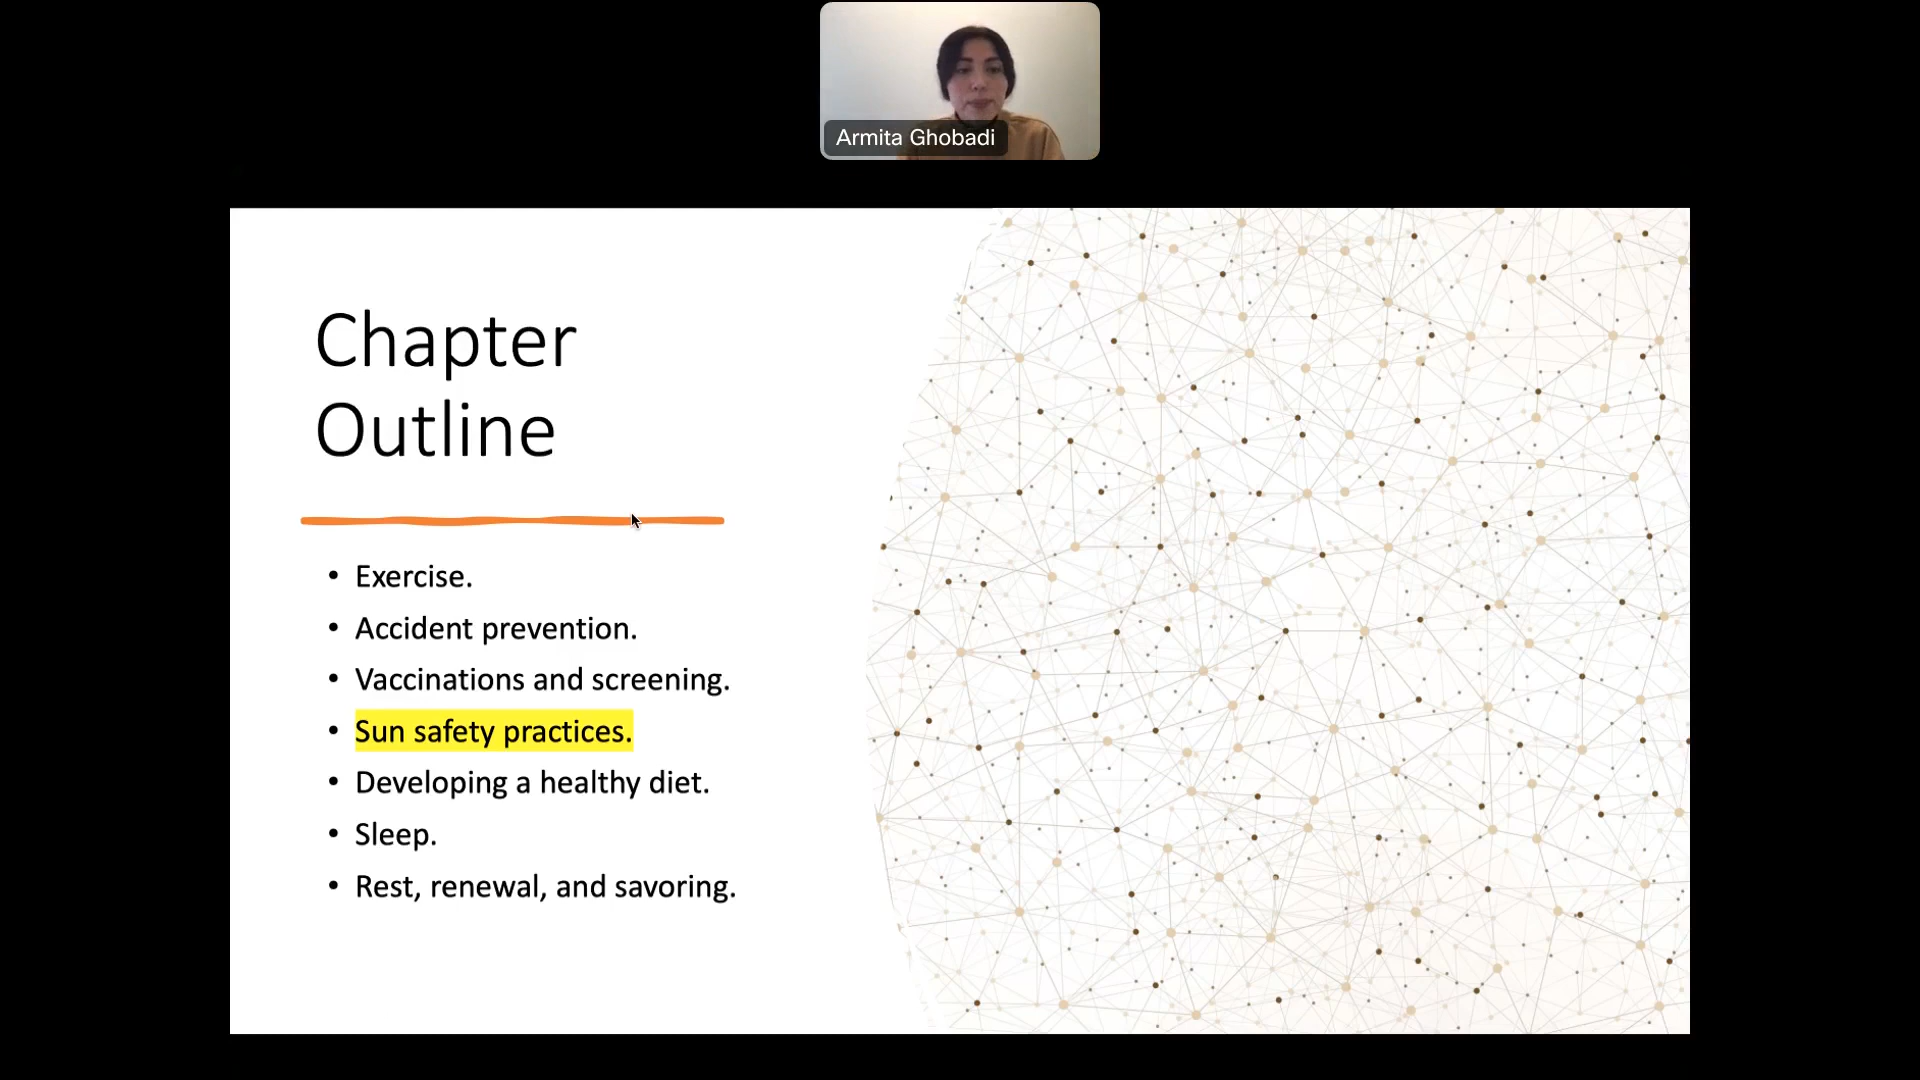 Armita Ghobadi
Chapter
Outline
• Exercise.
• Accident prevention.
• Vaccinations and screening.
• Sun safety practices.
• Developing a healthy diet.
• Sleep.
• Rest, renewal, and savoring.